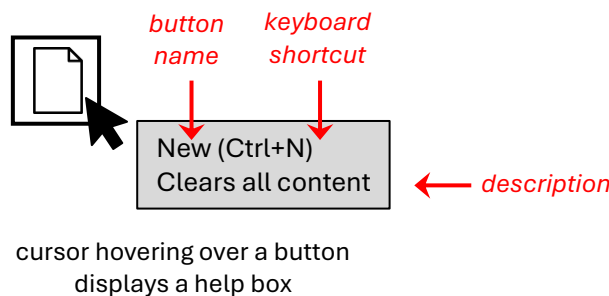 button
name
keyboard
shortcut
New (Ctrl+N)
Clears all content
description
cursor hovering over a button
displays a help box